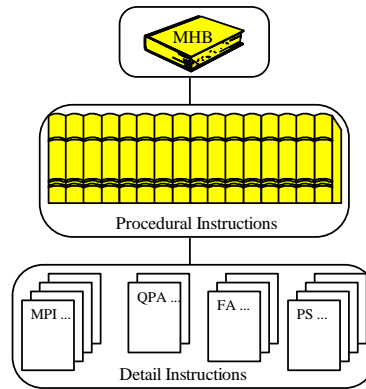 MHB
Procedural Instructions
MPI ... QPA ... FA ... PS ...
Detail Instructions